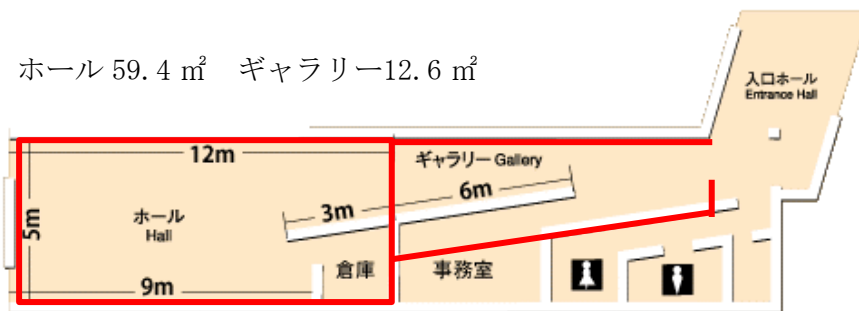 ホール 59.4 ㎡　ギャラリー12.6 ㎡
入口ホール
Entrance Hall
12m
ギャラリー Gallery
6m
3m
ホール
Hall
5m
倉庫
事務室
9m